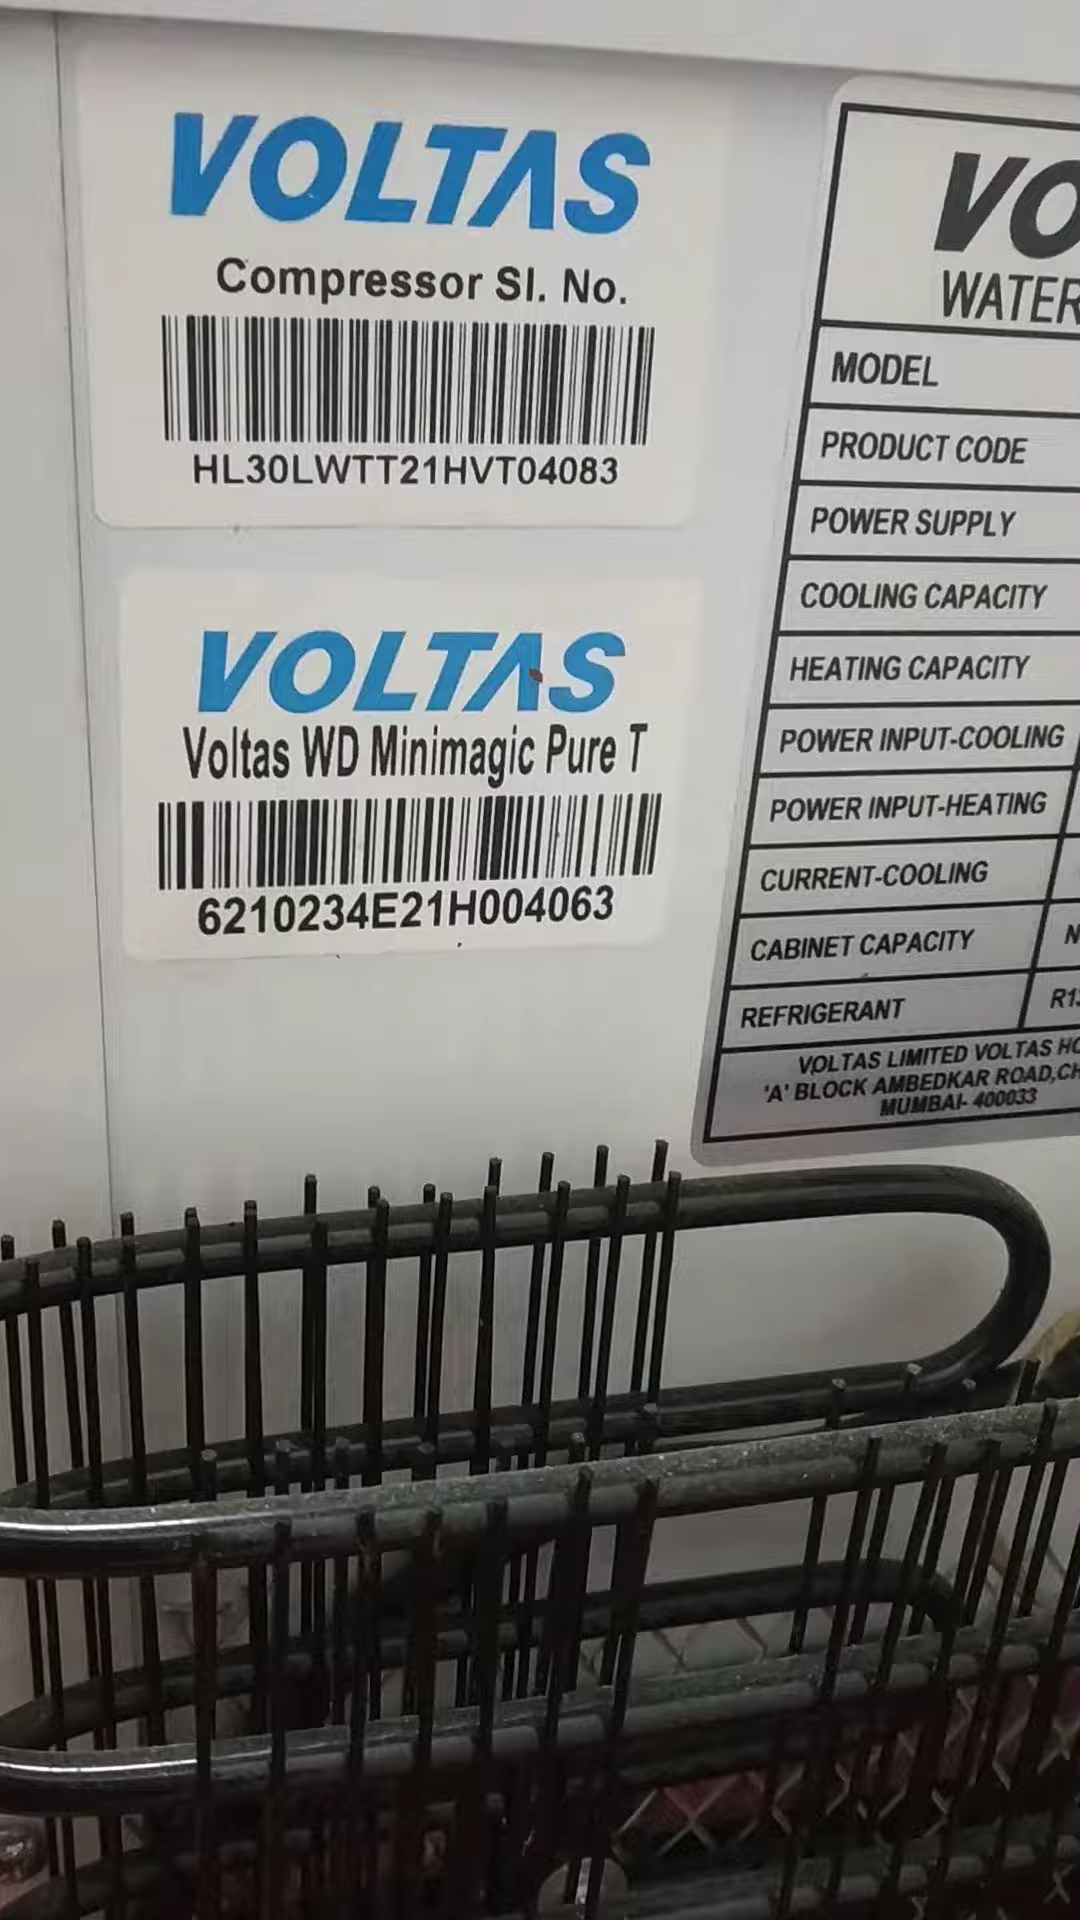 VOLTAS
Compressor Sl. No.
HL30LWTT21HVT04083
VOLTAS
Voltas WD Minimagic Pure T
6210234E21H004063
VO
WATER
MODEL
PRODUCT CODE
POWER SUPPLY
COOLING CAPACITY
HEATING CAPACITY
POWER INPUT-COOLING
POWER INPUT-HEATING
CURRENT-COOLING
CABINET CAPACITY N
REFRIGERANT R1
VOLTAS LIMITED VOLTAS HO
'A' BLOCK AMBEDKAR ROAD,CH
MUMBAI- 400033